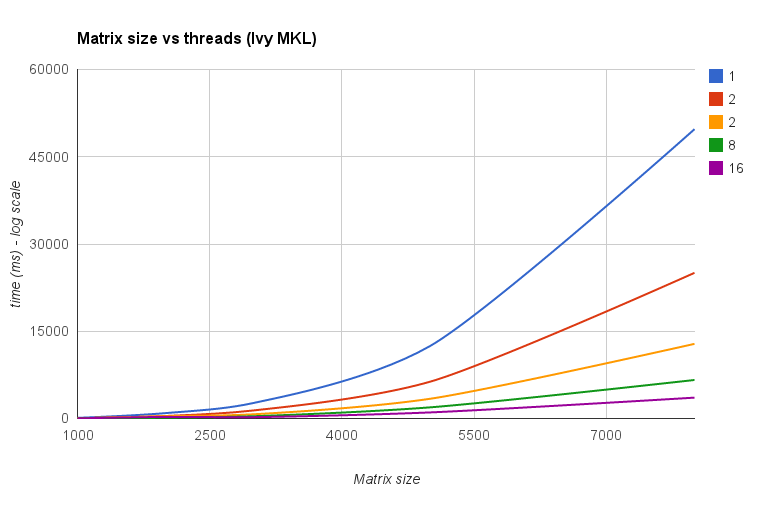 Matrix size vs threads (Ivy MKL)
60000
45000
30000
15000
0
time (ms) - log scale
1000 2500 4000 5500 7000
Matrix size
1
2
2
8
16